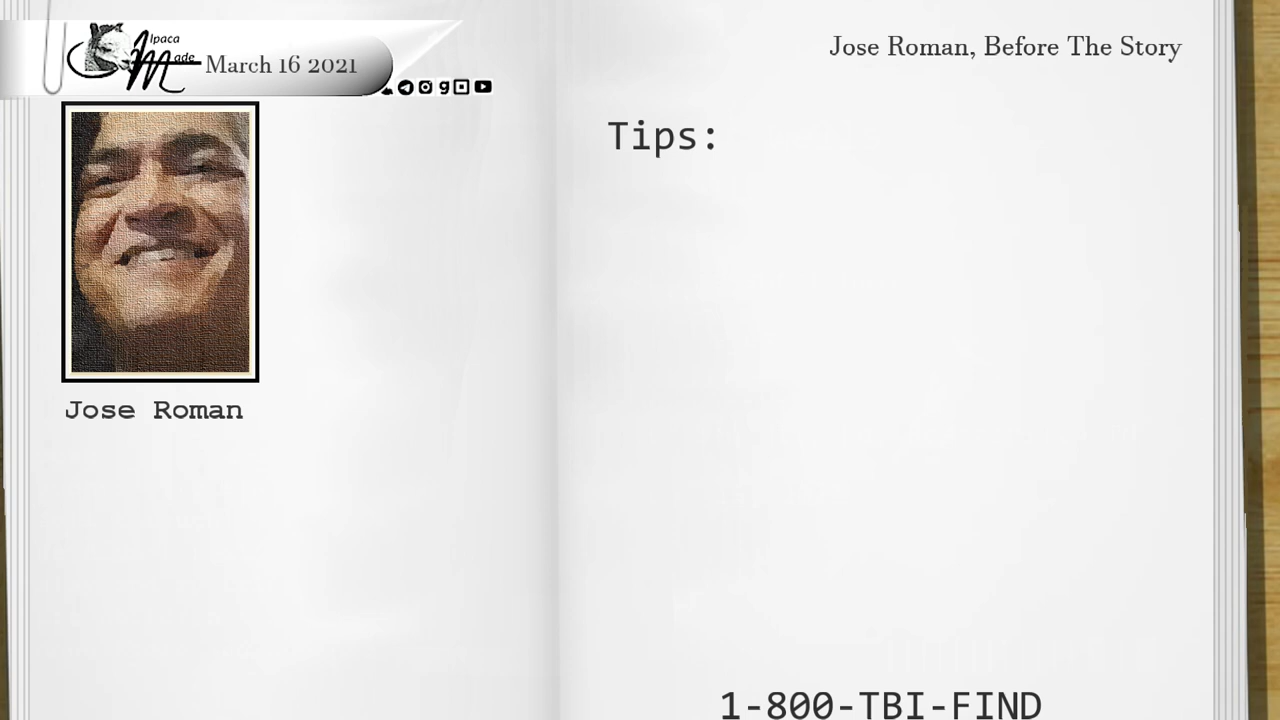 Alpaca
Made
March 16 2021
Jose Roman, Before The Story
Jose Roman
Tips:
1-800-TBI-FIND